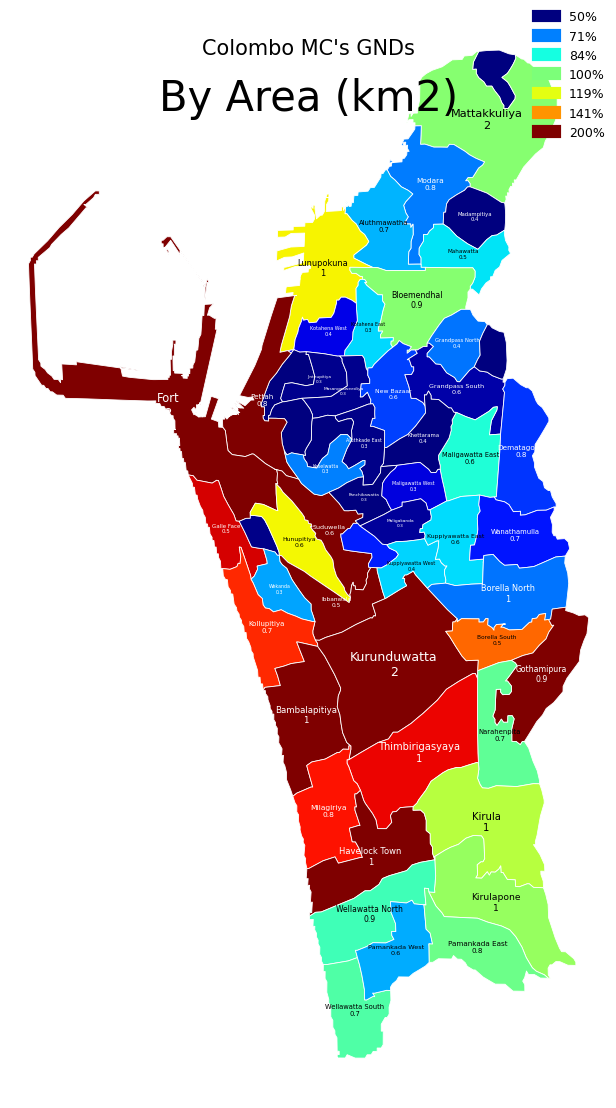 Colombo MC's GNDs
By Area (km2)
50%
71%
84%
100%
119%
141%
200%
Mattakkuliya
2
Modara
0.8
Madampitiya
0.4
Aluthmawatha
0.7
Mahawatta
0.5
Lunupokuna
1
Bloemendhal
0.9
Kotahena West
0.4
Kotahena East
0.3
Grandpass North
0.4
Grandpass South
0.6
New Bazaar
0.6
Pettah
0.3
Fort
Khettarama
0.4
Aluthkade East
0.3
Maligawatta East
0.6
Dematagoda
0.8
0.3
Maligawatta West
0.3
Panchikawatta
0.3
Maligakanda
0.3
Galle Face
0.5
Hunupitiya
0.6
Suduwella
0.6
Kuppiyawatta East
0.6
Wanathamulla
0.7
Kuppiyawatta West
0.4
Wekanda
0.3
Ibbanwala
0.5
Borella North
1
Kollupitiya
0.7
Borella South
0.5
Kurunduwatta
2
Gothamipura
0.9
Bambalapitiya
1
Narahenpita
0.7
Thimbirigasyaya
1
Milagiriya
0.8
Kirula
1
Havelock Town
1
Kirulapone
1
Wellawatta North
0.9
Pamankada East
0.8
Pamankada West
0.6
Wellawatta South
0.7